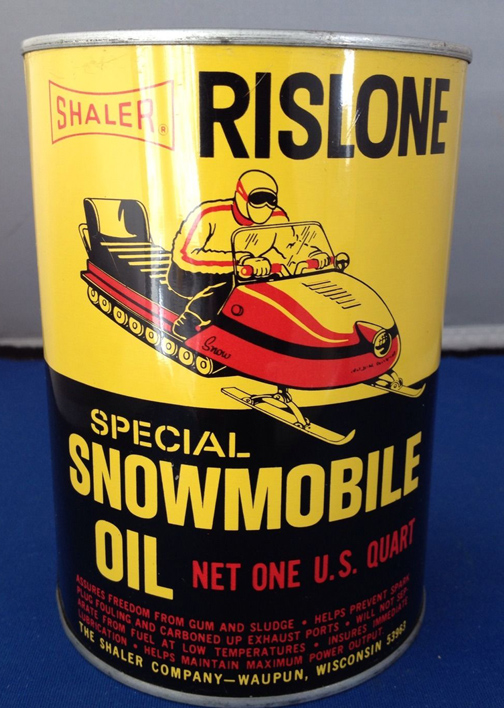 SHALER®
RISLONE
Snow
SPECIAL
SNOWMOBILE
OIL
NET ONE U.S. QUART
ASSURES FREEDOM FROM GUM AND SLUDGE • HELPS PREVENT SPARK
PLUG FOULING AND CARBONED UP EXHAUST PORTS • WILL NOT SEP
ARATE FROM FUEL AT LOW TEMPERATURES • INSURES IMMEDIATE
LUBRICATION • HELPS MAINTAIN MAXIMUM POWER OUTPUT
THE SHALER COMPANY—WAUPUN, WISCONSIN 53963